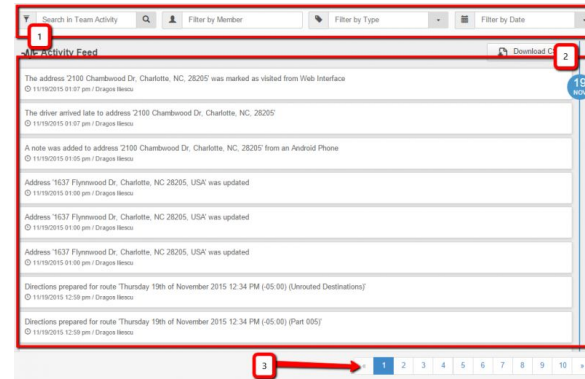 Search in Team Activity Filter by Member Filter by Type Filter by Date
1
Activity Feed Download
2
The address '2100 Chambwood Dr, Charlotte, NC, 28205' was marked as visited from Web Interface
19
NOV
11/19/2015 01:07 pm / Dragos Iliescu
The driver arrived late to address '2100 Chambwood Dr, Charlotte, NC, 28205'
11/19/2015 01:07 pm / Dragos Iliescu
A note was added to address '2100 Chambwood Dr, Charlotte, NC, 28205' from an Android Phone
11/19/2015 01:05 pm / Dragos Iliescu
Address '1637 Flynnwood Dr, Charlotte, NC 28205, USA' was updated
11/19/2015 01:00 pm / Dragos Iliescu
Address '1637 Flynnwood Dr, Charlotte, NC 28205, USA' was updated
11/19/2015 01:00 pm / Dragos Iliescu
Address '1637 Flynnwood Dr, Charlotte, NC 28205, USA' was updated
11/19/2015 01:00 pm / Dragos Iliescu
Directions prepared for route 'Thursday 19th of November 2015 12:34 PM (-05:00) (Unrouted Destinations)'
11/19/2015 12:59 pm / Dragos Iliescu
Directions prepared for route 'Thursday 19th of November 2015 12:34 PM (-05:00) (Part 005)'
11/19/2015 12:59 pm / Dragos Iliescu
3 « 1 2 3 4 5 6 7 8 9 10 »